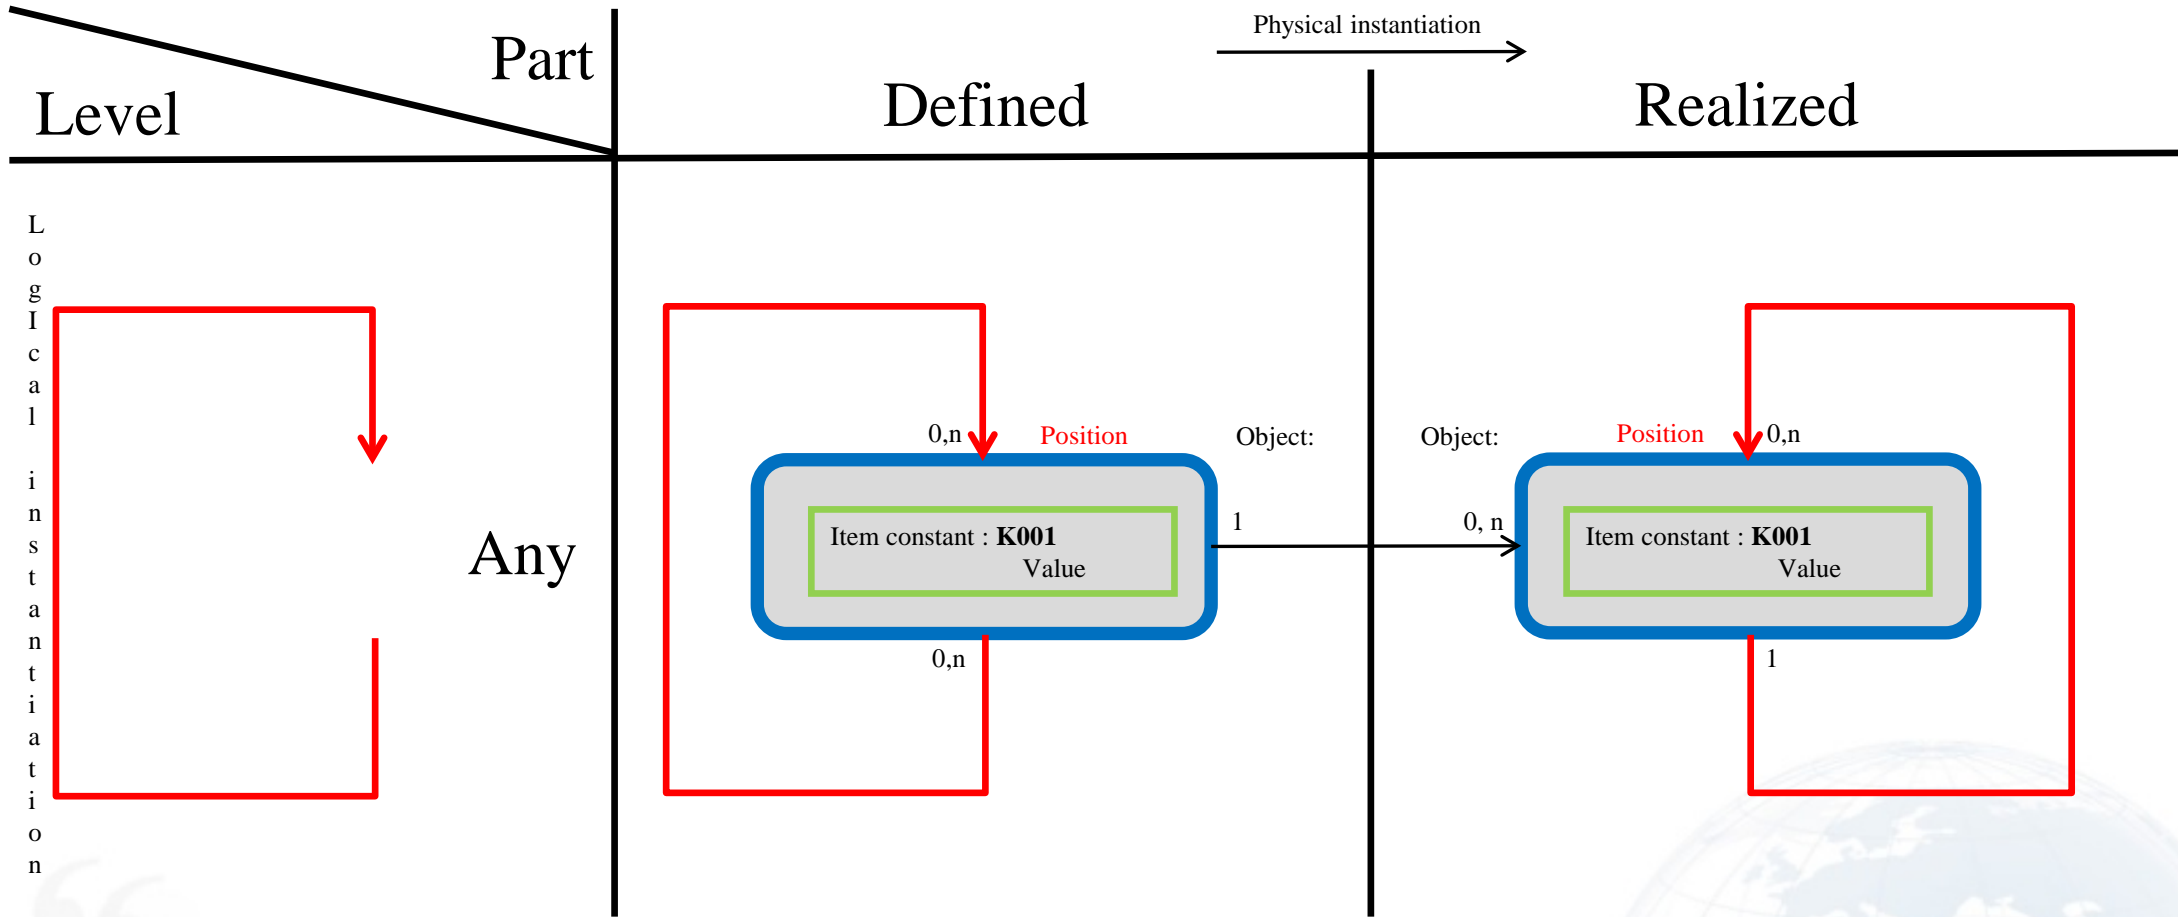 Physical instantiation
Part
Level
Defined
Realized
LogIcal instantiation
0,n
Position
Object:
Object:
Position
0,n
Item constant : K001
Value
1
0, n
Item constant : K001
Value
Any
0,n
1